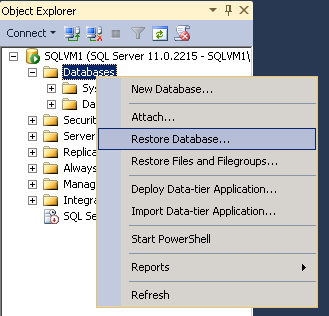 Object Explorer
Connect
SQLVM1 (SQL Server 11.0.2215 - SQLVM1\
Databases
Sys
Da
Securit
Server
Replica
Always
Manag
Integra
SQL Se
New Database...
Attach...
Restore Database...
Restore Files and Filegroups...
Deploy Data-tier Application...
Import Data-tier Application...
Start PowerShell
Reports
Refresh